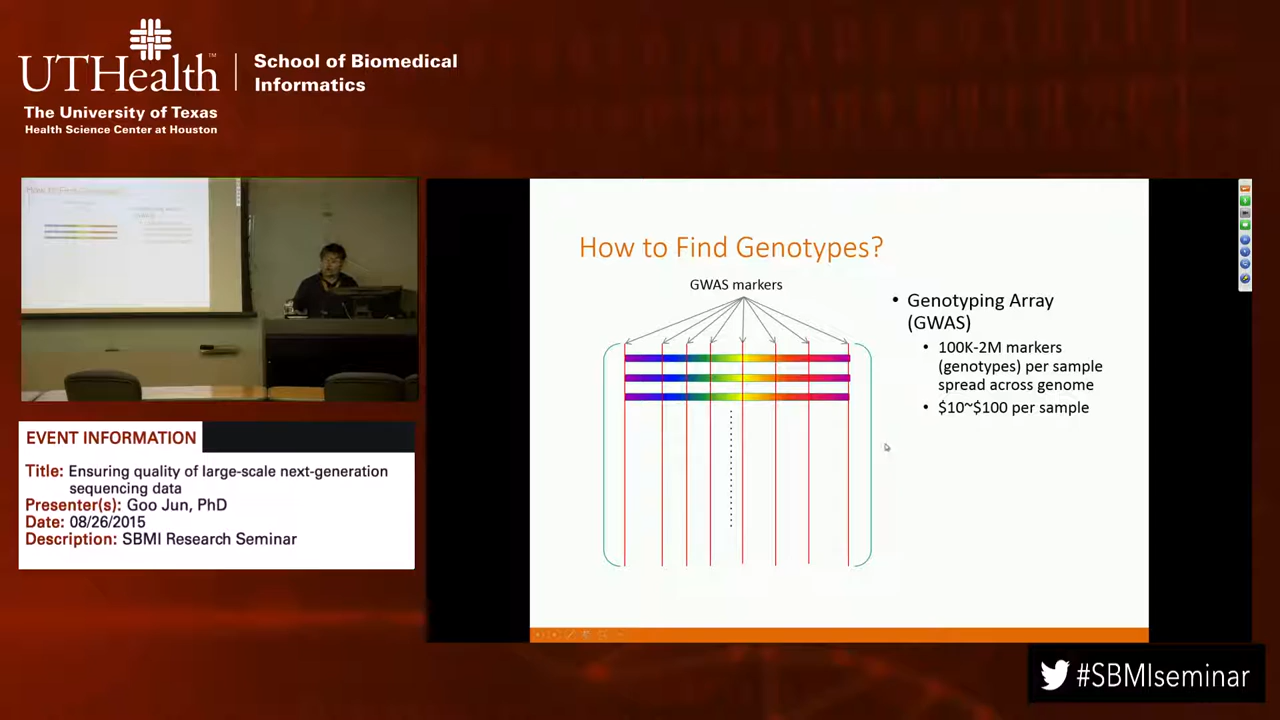 UTHealth™
School of Biomedical
Informatics
The University of Texas
Health Science Center at Houston
EVENT INFORMATION
Title: Ensuring quality of large-scale next-generation
sequencing data
Presenter(s): Goo Jun, PhD
Date: 08/26/2015
Description: SBMI Research Seminar
How to Find Genotypes?
GWAS markers
• Genotyping Array
(GWAS)
• 100K-2M markers
(genotypes) per sample
spread across genome
• $10~$100 per sample
#SBMIseminar